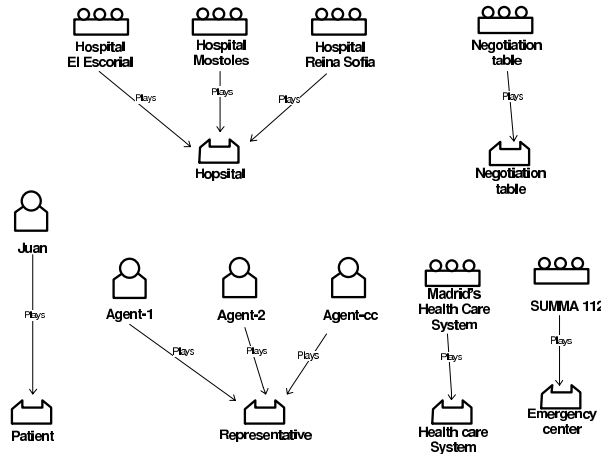 Hospital
El Escorial
Hospital
Mostoles
Hospital
Reina Sofia
Negotiation
table
Plays
Plays
Plays
Plays
Hopsital
Negotiation
table
Juan
Agent-1
Agent-2
Agent-cc
Madrid's
Health Care
System
SUMMA 112
Plays
Plays
Plays
Plays
Plays
Plays
Patient
Representative
Health care
System
Emergency
center